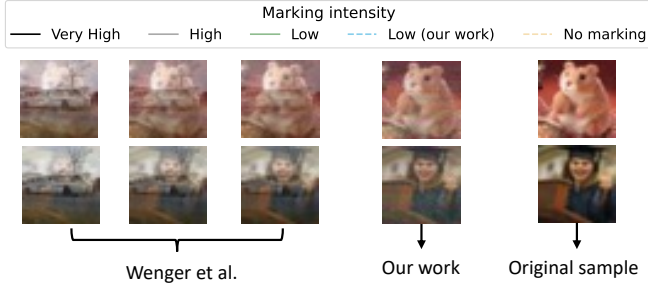 Marking intensity
Very High High Low Low (our work) No marking
Wenger et al.
Our work
Original sample